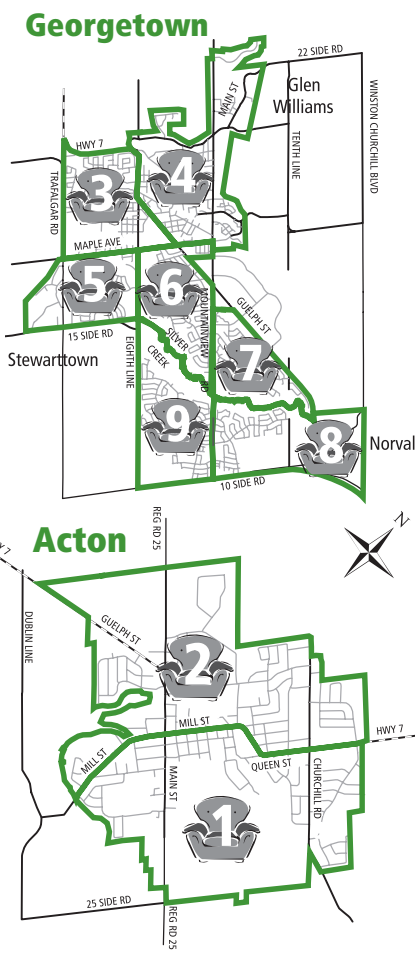 Georgetown
22 SIDE RD
Glen
Williams
MAIN ST
WINSTON CHURCHILL BLVD
TENTH LINE
HWY 7
4
3
TRAFALGAR RD
MAPLE AVE
5
6
MOUNTAINVIEW RD
GUELPH ST
15 SIDE RD
SILVER
CREEK
Stewarttown
EIGHTH LINE
7
9
8
Norval
10 SIDE RD
Acton
REG RD 25
N
Y 7
DUBLIN LINE
GUELPH ST
2
MILL ST
HWY 7
MILL ST
QUEEN ST
MAIN ST
CHURCHILL RD
1
25 SIDE RD
REG RD 25